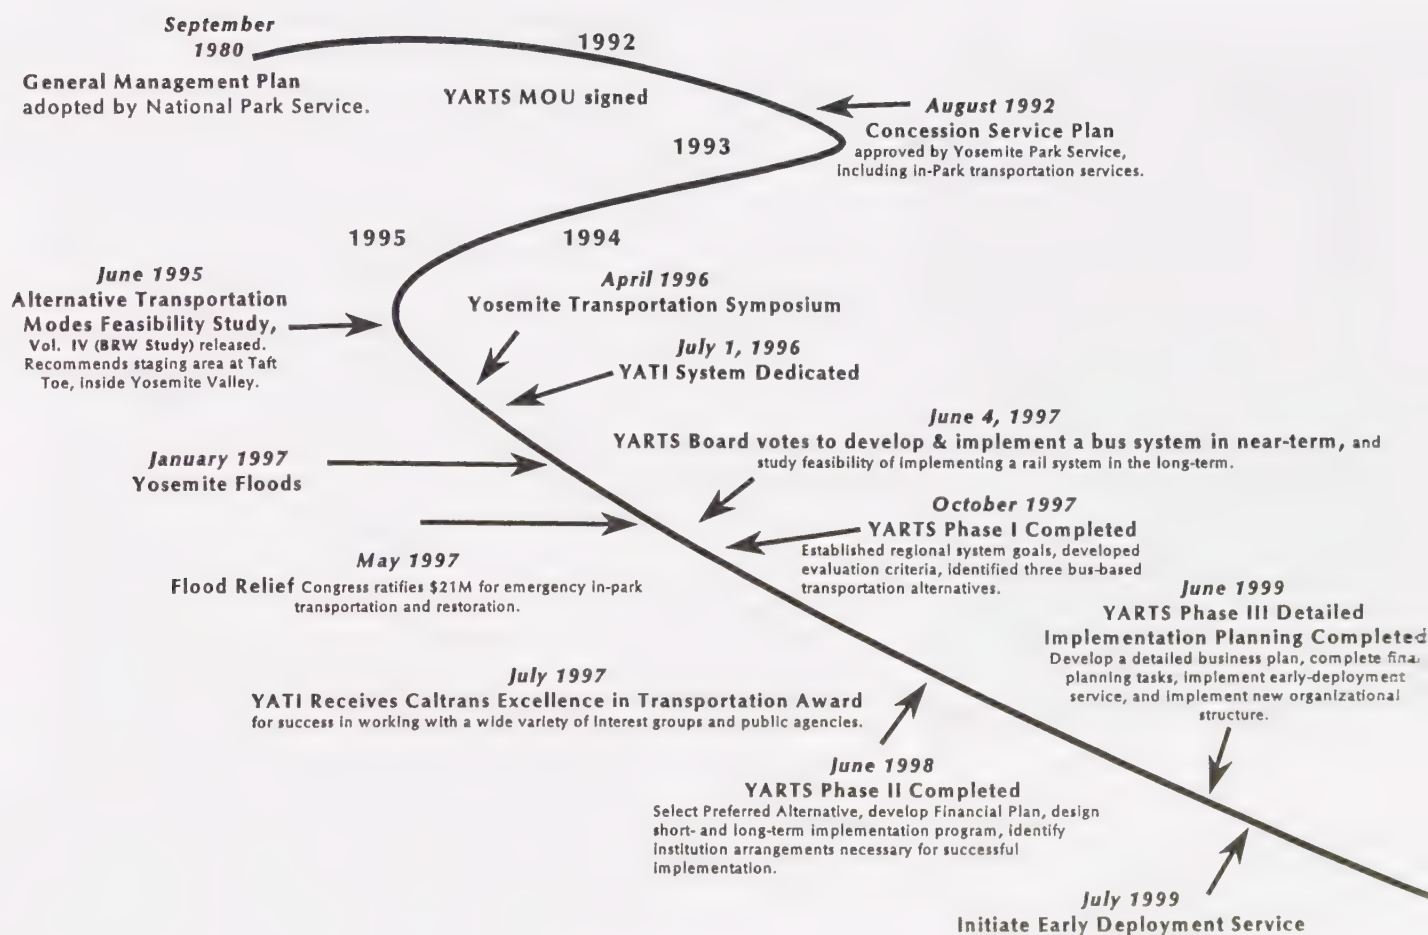 September
1980
General Management Plan
adopted by National Park Service.
1992
YARTS MOU signed
August 1992
Concession Service Plan
approved by Yosemite Park Service,
including in-Park transportation services.
1993
1995
1994
June 1995
Alternative Transportation
Modes Feasibility Study,
Vol. IV (BRW Study) released.
Recommends staging area at Taft
Toe, inside Yosemite Valley.
April 1996
Yosemite Transportation Symposium
July 1, 1996
YATI System Dedicated
June 4, 1997
YARTS Board votes to develop & implement a bus system in near-term, and
study feasibility of implementing a rail system in the long-term.
January 1997
Yosemite Floods
October 1997
YARTS Phase I Completed
Established regional system goals, developed
evaluation criteria, identified three bus-based
transportation alternatives.
May 1997
Flood Relief Congress ratifies $21M for emergency in-park
transportation and restoration.
June 1999
YARTS Phase III Detailed
Implementation Planning Completed
Develop a detailed business plan, complete fina
planning tasks, implement early-deployment
service, and implement new organizational
structure.
July 1997
YATI Receives Caltrans Excellence in Transportation Award
for success in working with a wide variety of interest groups and public agencies.
June 1998
YARTS Phase II Completed
Select Preferred Alternative, develop Financial Plan, design
short- and long-term implementation program, identify
institution arrangements necessary for successful
implementation.
July 1999
Initiate Early Deployment Service